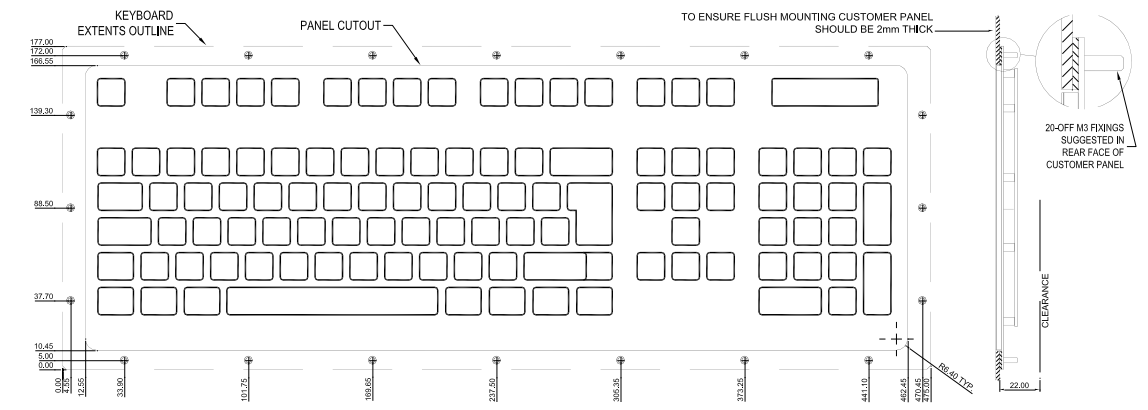 KEYBOARD
EXTENTS OUTLINE
PANEL CUTOUT
TO ENSURE FLUSH MOUNTING CUSTOMER PANEL
SHOULD BE 2mm THICK
177.00
172.00
166.55
139.30
88.50
37.70
10.45
5.00
0.00
20-OFF M3 FIXINGS
SUGGESTED IN
REAR FACE OF
CUSTOMER PANEL
CLEARANCE
22.00
R6.40 TYP.
0.00
4.55
12.55
33.90
101.75
169.65
237.50
305.35
373.25
441.10
462.45
470.45
475.00